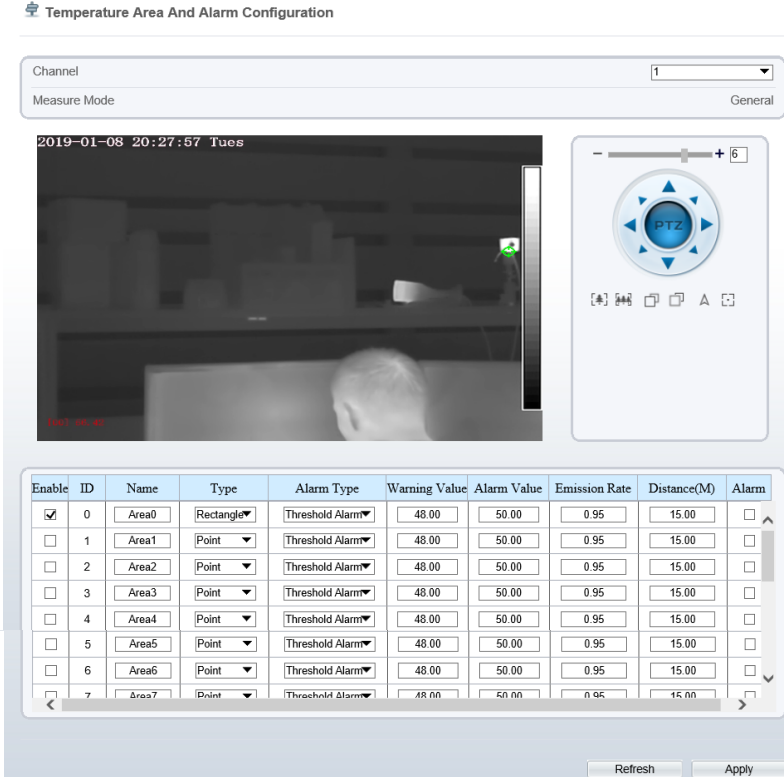 Temperature Area And Alarm Configuration
Channel 1
Measure Mode General
2019-01-08 20:27:57 Tues
6
PTZ
Enable ID Name Type Alarm Type Warning Value Alarm Value Emission Rate Distance(M) Alarm
0 Area0 Rectangle Threshold Alarm 48.00 50.00 0.95 15.00
1 Area1 Point Threshold Alarm 48.00 50.00 0.95 15.00
2 Area2 Point Threshold Alarm 48.00 50.00 0.95 15.00
3 Area3 Point Threshold Alarm 48.00 50.00 0.95 15.00
4 Area4 Point Threshold Alarm 48.00 50.00 0.95 15.00
5 Area5 Point Threshold Alarm 48.00 50.00 0.95 15.00
6 Area6 Point Threshold Alarm 48.00 50.00 0.95 15.00
7 Area7 Point Threshold Alarm 48.00 50.00 0.95 15.00
Refresh Apply